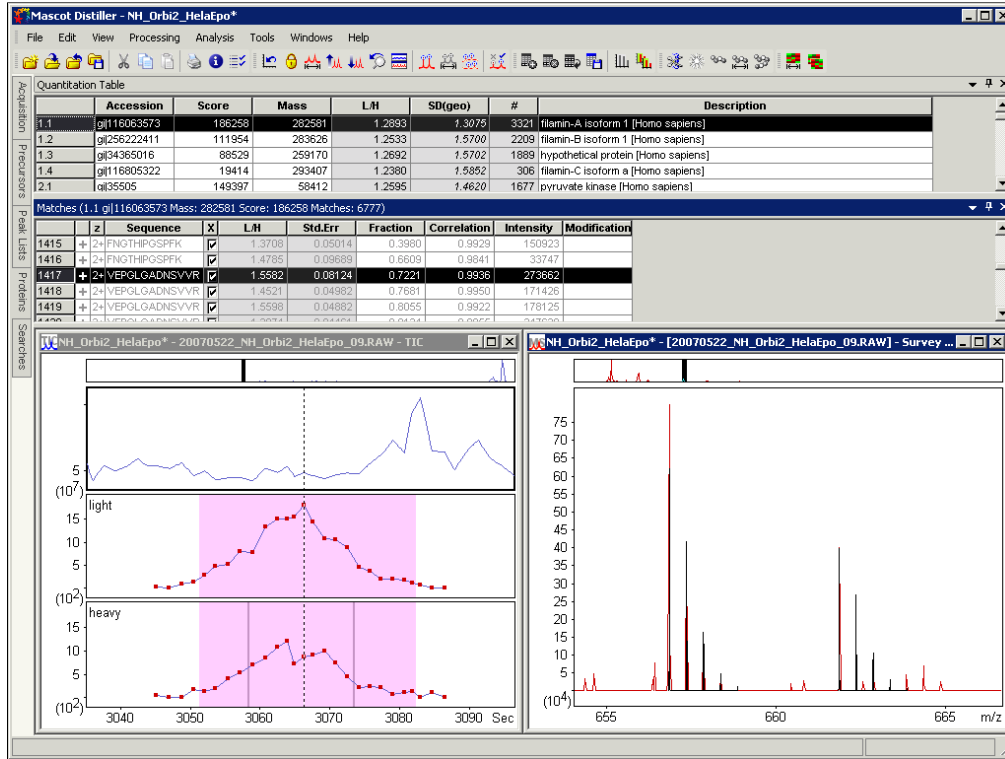 Mascot Distiller - NH_Orbi2_HelaEpo*
File Edit View Processing Analysis Tools Windows Help
Acquisition
Precursors
Peak Lists
Proteins
Searches
Quantitation Table
Accession Score Mass L/H SD(geo) # Description
1.1 gi|116063573 186258 282581 1.2893 1.3075 3321 filamin-A isoform 1 [Homo sapiens]
1.2 gi|256222411 111954 283626 1.2533 1.5700 2209 filamin-B isoform 1 [Homo sapiens]
1.3 gi|34365016 88529 259170 1.2692 1.5702 1889 hypothetical protein [Homo sapiens]
1.4 gi|116805322 19414 293407 1.2380 1.5852 306 filamin-C isoform a [Homo sapiens]
2.1 gi|35505 149397 58412 1.2595 1.4620 1677 pyruvate kinase [Homo sapiens]
Matches (1.1 gi|116063573 Mass: 282581 Score: 186258 Matches: 6777)
z Sequence X L/H Std.Err Fraction Correlation Intensity Modification
1415 + 2+ FNGTHIPGSPFK 1.3708 0.05014 0.3980 0.9929 150923
1416 + 2+ FNGTHIPGSPFK 1.4785 0.09689 0.6609 0.9841 33747
1417 + 2+ VEPGLGADNSVVR 1.5582 0.08124 0.7221 0.9936 273662
1418 + 2+ VEPGLGADNSVVR 1.4521 0.04982 0.7681 0.9950 171426
1419 + 2+ VEPGLGADNSVVR 1.5598 0.04882 0.8055 0.9922 178125
NH_Orbi2_HelaEpo* - 20070522_NH_Orbi2_HelaEpo_09.RAW - TIC
5
(10⁷)
light
15
10
5
(10²)
heavy
15
10
5
(10²)
3040 3050 3060 3070 3080 3090 Sec
NH_Orbi2_HelaEpo* - [20070522_NH_Orbi2_HelaEpo_09.RAW] - Survey ...
75
70
65
60
55
50
45
40
35
30
25
20
15
10
5
(10⁴)
655 660 665 m/z